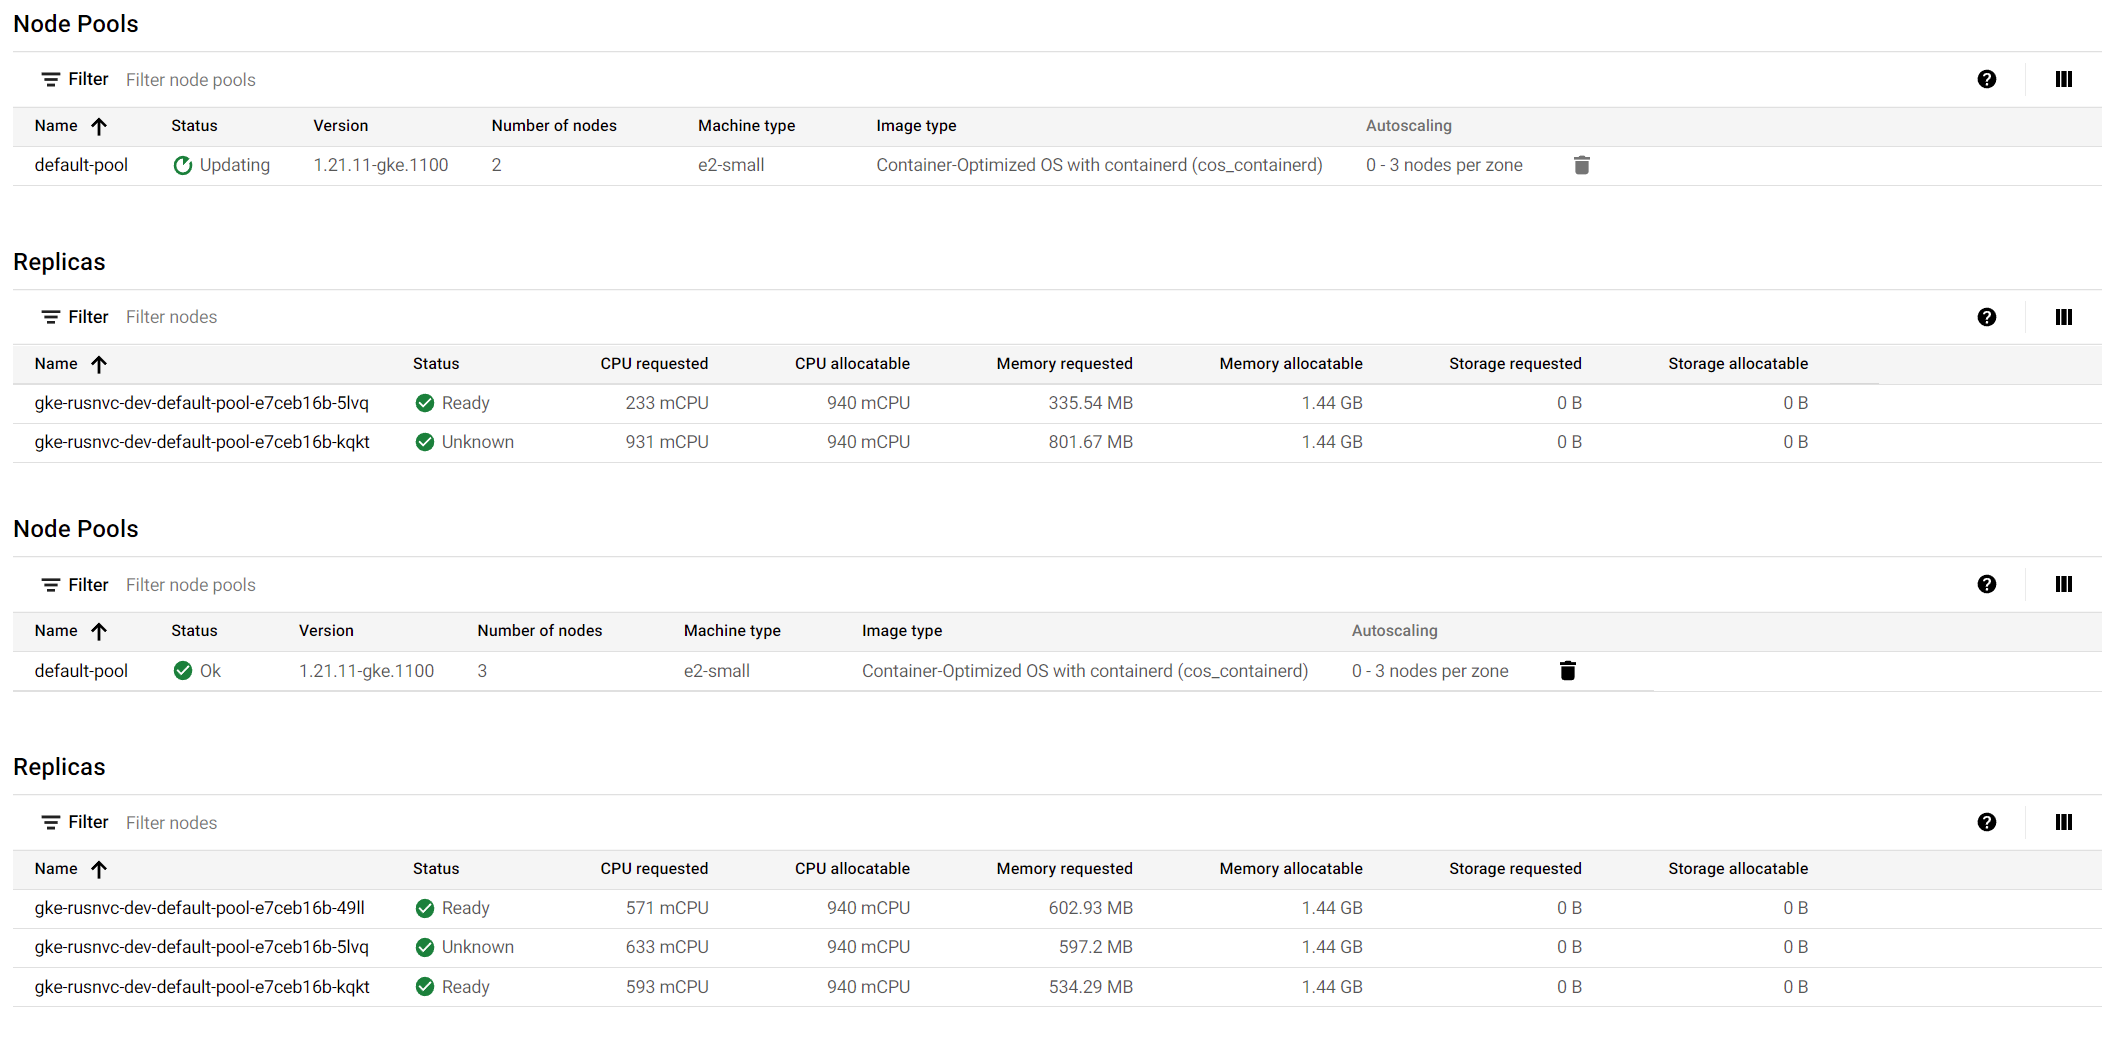 Node Pools
Filter Filter node pools
Name Status Version Number of nodes Machine type Image type Autoscaling
default-pool Updating 1.21.11-gke.1100 2 e2-small Container-Optimized OS with containerd (cos_containerd) 0 - 3 nodes per zone
Replicas
Filter Filter nodes
Name Status CPU requested CPU allocatable Memory requested Memory allocatable Storage requested Storage allocatable
gke-rusnvc-dev-default-pool-e7ceb16b-5lvq Ready 233 mCPU 940 mCPU 335.54 MB 1.44 GB 0 B 0 B
gke-rusnvc-dev-default-pool-e7ceb16b-kqkt Unknown 931 mCPU 940 mCPU 801.67 MB 1.44 GB 0 B 0 B
Node Pools
Filter Filter node pools
Name Status Version Number of nodes Machine type Image type Autoscaling
default-pool Ok 1.21.11-gke.1100 3 e2-small Container-Optimized OS with containerd (cos_containerd) 0 - 3 nodes per zone
Replicas
Filter Filter nodes
Name Status CPU requested CPU allocatable Memory requested Memory allocatable Storage requested Storage allocatable
gke-rusnvc-dev-default-pool-e7ceb16b-49ll Ready 571 mCPU 940 mCPU 602.93 MB 1.44 GB 0 B 0 B
gke-rusnvc-dev-default-pool-e7ceb16b-5lvq Unknown 633 mCPU 940 mCPU 597.2 MB 1.44 GB 0 B 0 B
gke-rusnvc-dev-default-pool-e7ceb16b-kqkt Ready 593 mCPU 940 mCPU 534.29 MB 1.44 GB 0 B 0 B